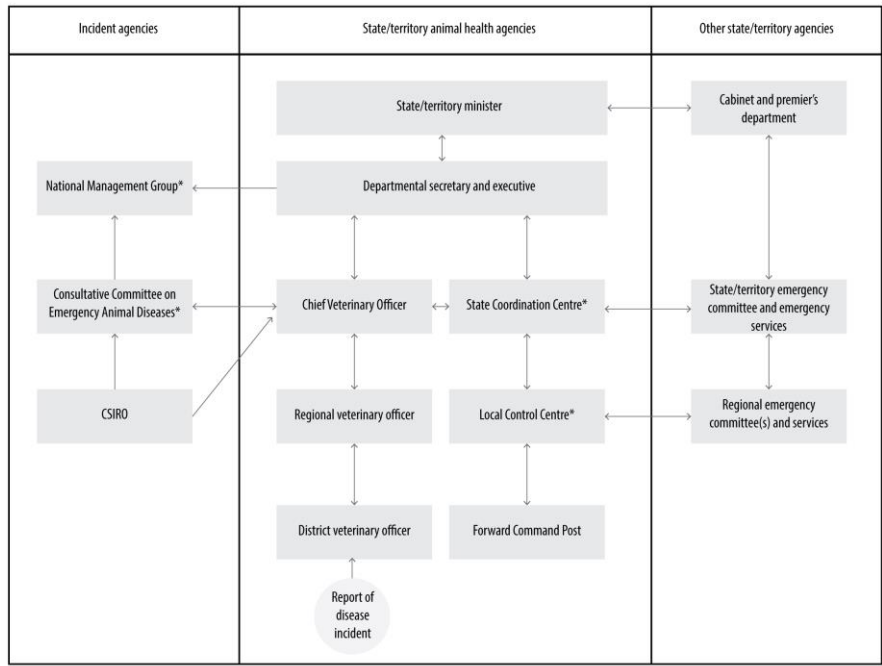 Incident agencies
State/territory animal health agencies
Other state/territory agencies
State/territory minister
Cabinet and premier's
department
National Management Group*
Departmental secretary and executive
Consultative Committee on
Emergency Animal Diseases*
Chief Veterinary Officer
State Coordination Centre*
State/territory emergency
committee and emergency
services
CSIRO
Regional veterinary officer
Local Control Centre*
Regional emergency
committee(s) and services
District veterinary officer
Forward Command Post
Report of
disease
incident